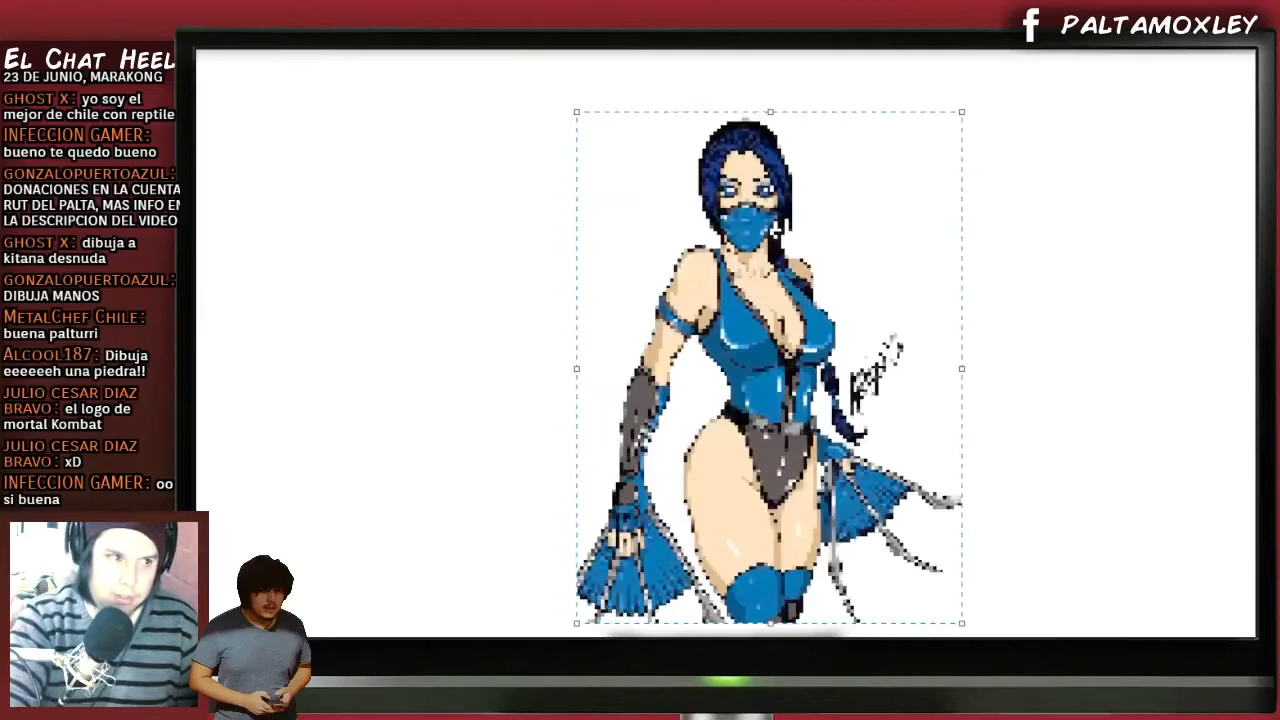 PALTAMOXLEY
EL CHAT HEEL
23 DE JUNIO, MARAKONG
GHOST X: yo soy el
mejor de chile con reptile
INFECCION GAMER:
bueno te quedo bueno
GONZALOPUERTOAZUL:
DONACIONES EN LA CUENTA
RUT DEL PALTA, MAS INFO EN
LA DESCRIPCION DEL VIDEO
GHOST X: dibuja a
kitana desnuda
GONZALOPUERTOAZUL:
DIBUJA MANOS
METALCHEF CHILE:
buena palturri
ALCOOL187: Dibuja
eeeeeeh una piedra!!
JULIO CESAR DIAZ
BRAVO: el logo de
mortal Kombat
JULIO CESAR DIAZ
BRAVO: xD
INFECCION GAMER: oo
si buena